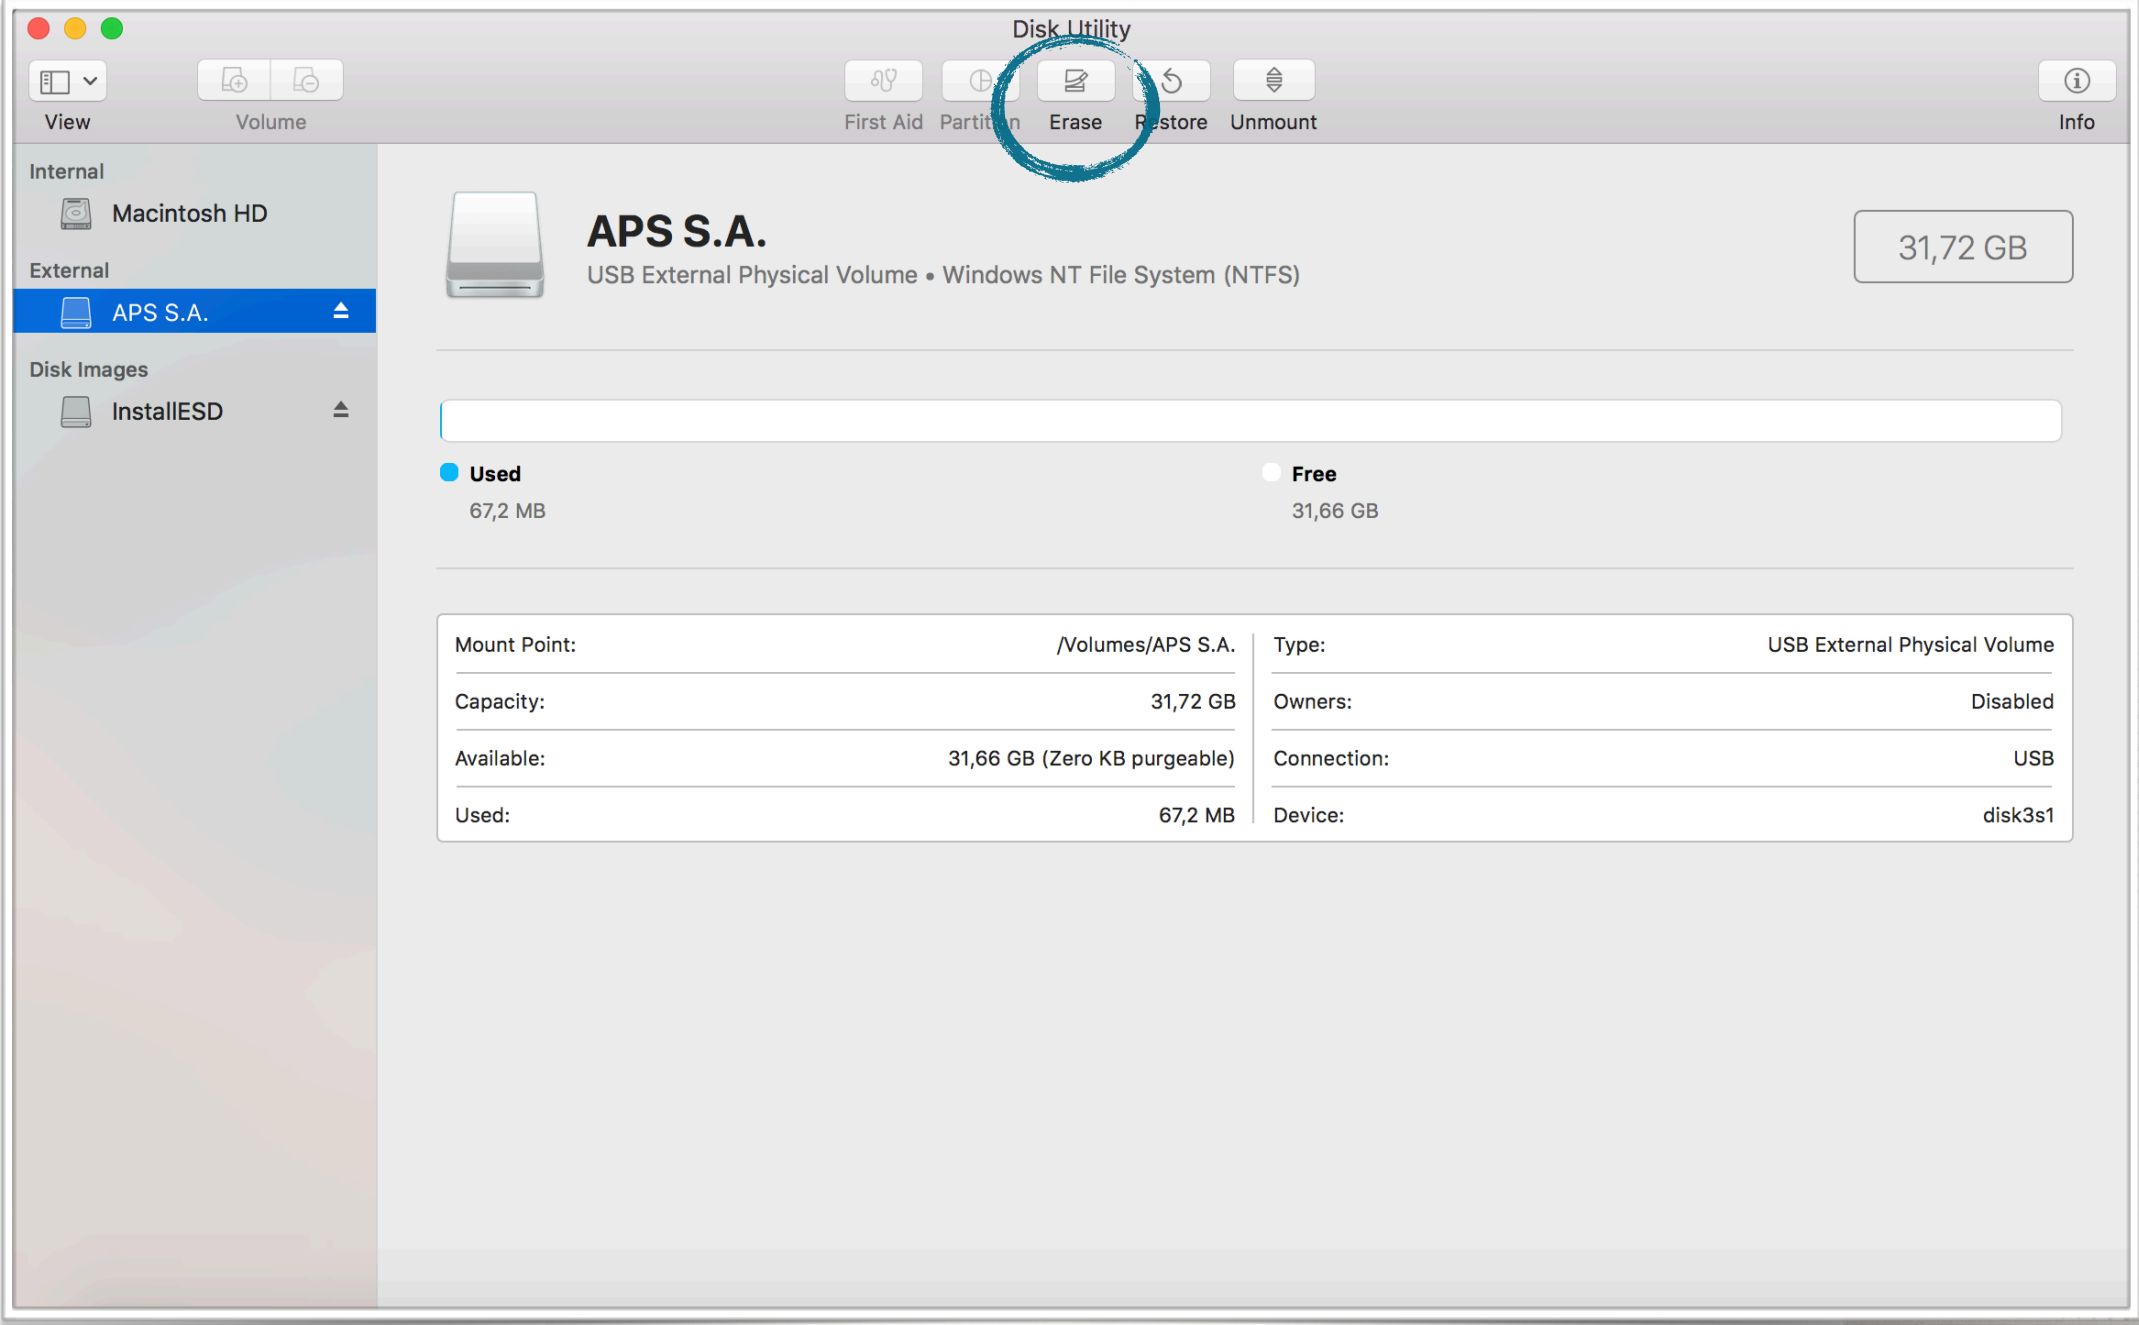 Disk Utility
View
Volume
First Aid
Partition
Erase
Restore
Unmount
Info
Internal
Macintosh HD
External
APS S.A.
Disk Images
InstallESD
APS S.A.
USB External Physical Volume • Windows NT File System (NTFS)
31,72 GB
Used
67,2 MB
Free
31,66 GB
Mount Point: /Volumes/APS S.A.
Capacity: 31,72 GB
Available: 31,66 GB (Zero KB purgeable)
Used: 67,2 MB
Type: USB External Physical Volume
Owners: Disabled
Connection: USB
Device: disk3s1